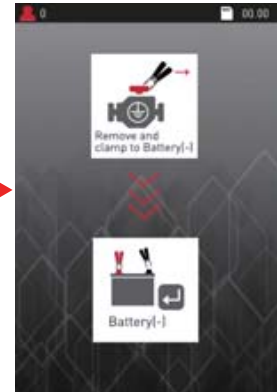 0 00.00
Remove and
clamp to Battery(-)
Battery(-)